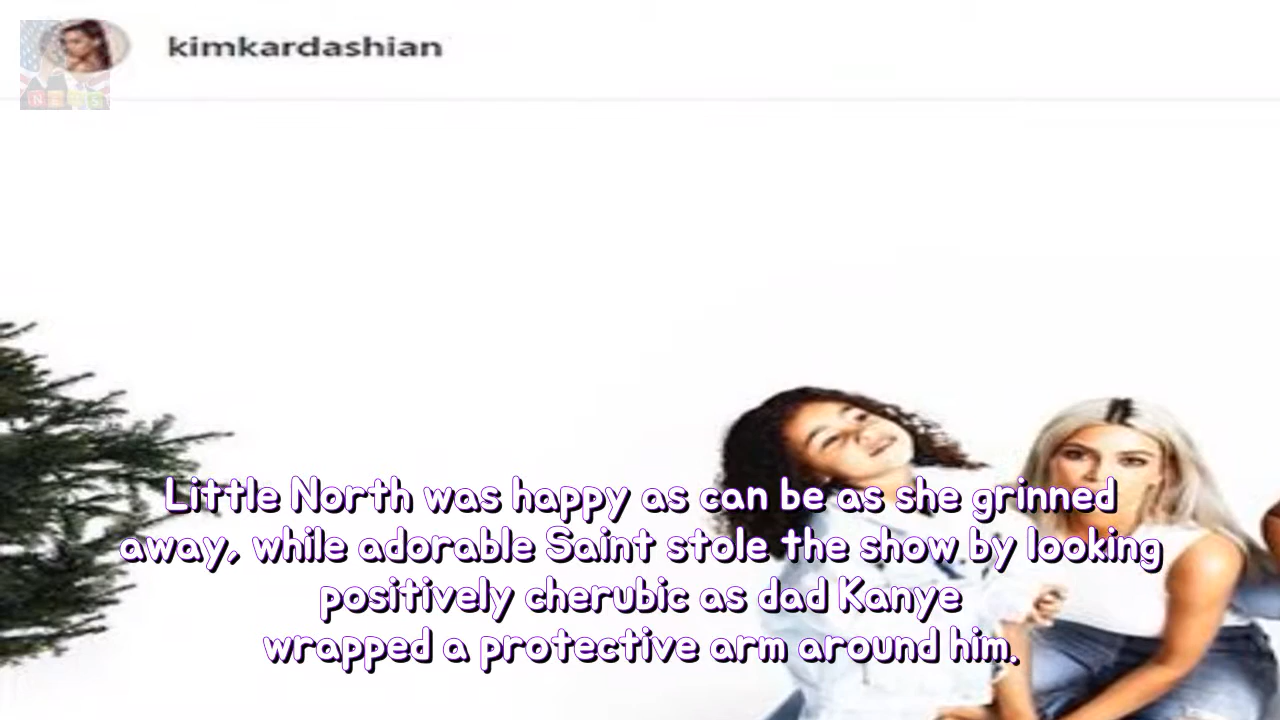 kimkardashian
NEWS
Little North was happy as can be as she grinned
away, while adorable Saint stole the show by looking
positively cherubic as dad Kanye
wrapped a protective arm around him.